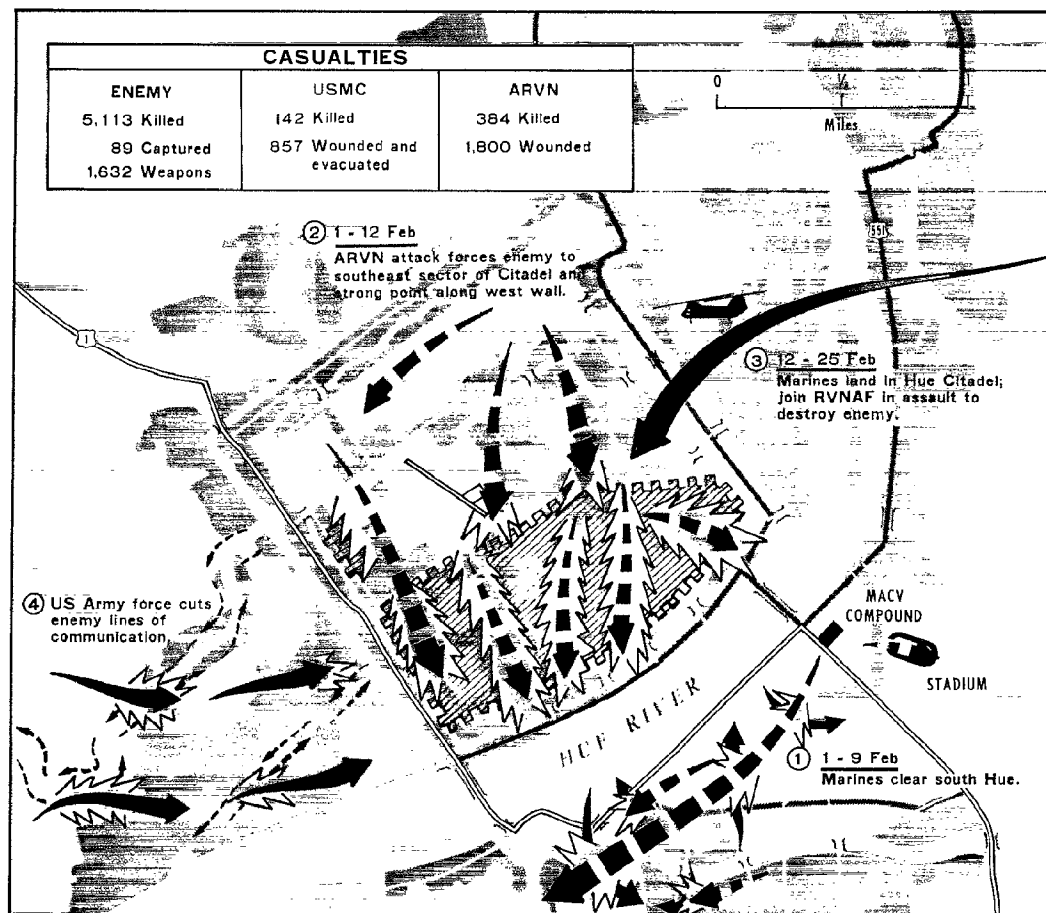 CASUALTIES
ENEMY
5,113 Killed
89 Captured
1,632 Weapons
USMC
142 Killed
857 Wounded and
evacuated
ARVN
384 Killed
1,800 Wounded
0 ½ 1
Miles
② 1 - 12 Feb
ARVN attack forces enemy to
southeast sector of Citadel and
strong point along west wall.
551
1
③ 12 - 25 Feb
Marines land in Hue Citadel;
join RVNAF in assault to
destroy enemy.
④ US Army force cuts
enemy lines of
communication
MACV
COMPOUND
STADIUM
HUE RIVER
① 1 - 9 Feb
Marines clear south Hue.